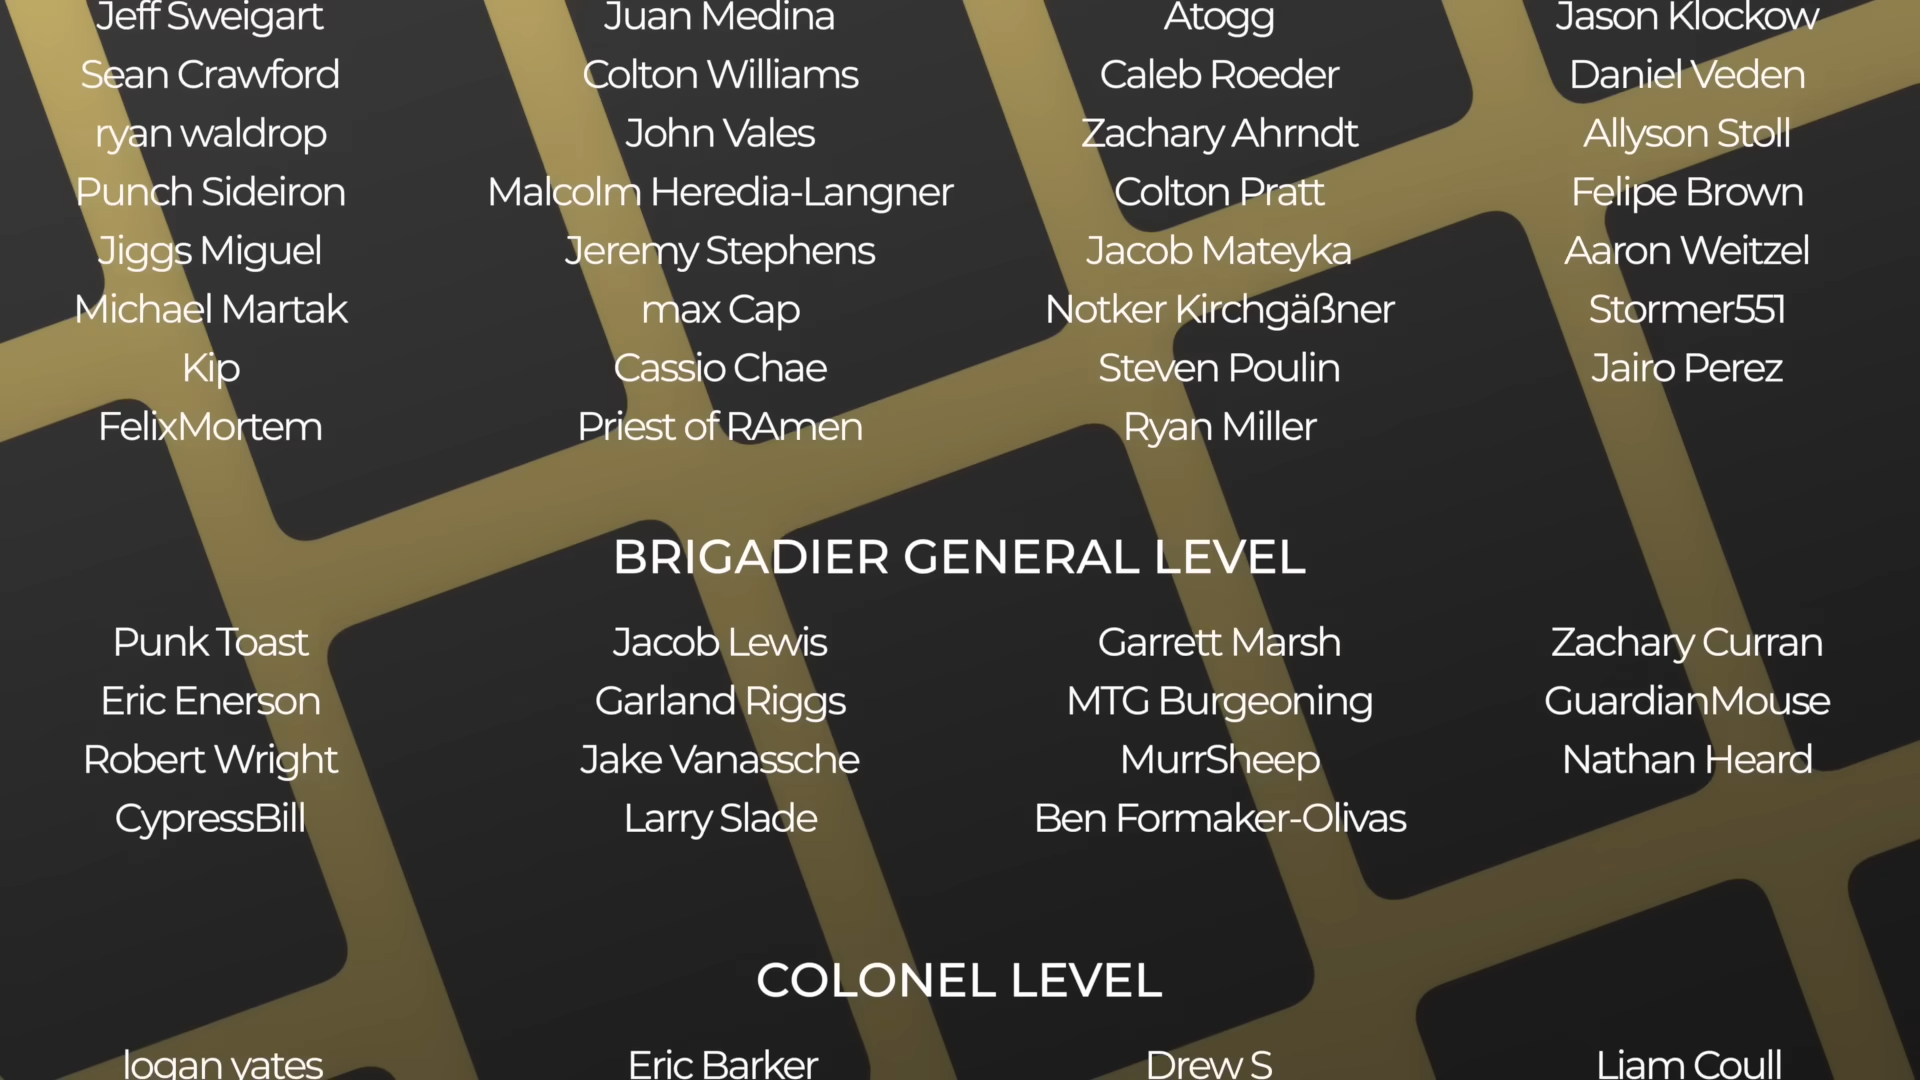 Jeff Sweigart Juan Medina Atogg Jason Klockow
Sean Crawford Colton Williams Caleb Roeder Daniel Veden
ryan waldrop John Vales Zachary Ahrndt Allyson Stoll
Punch Sideiron Malcolm Heredia-Langner Colton Pratt Felipe Brown
Jiggs Miguel Jeremy Stephens Jacob Mateyka Aaron Weitzel
Michael Martak max Cap Notker Kirchgäßner Stormer551
Kip Cassio Chae Steven Poulin Jairo Perez
FelixMortem Priest of RAmen Ryan Miller
BRIGADIER GENERAL LEVEL
Punk Toast Jacob Lewis Garrett Marsh Zachary Curran
Eric Enerson Garland Riggs MTG Burgeoning GuardianMouse
Robert Wright Jake Vanassche MurrSheep Nathan Heard
CypressBill Larry Slade Ben Formaker-Olivas
COLONEL LEVEL
logan yates Eric Barker Drew S Liam Coull